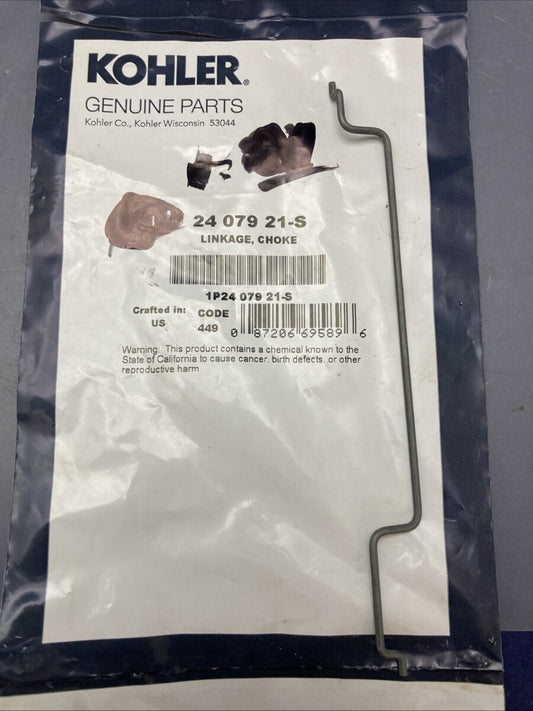 KOHLER®
GENUINE PARTS
Kohler Co., Kohler Wisconsin 53044
24 079 21-S
LINKAGE, CHOKE
1P24 079 21-S
Crafted in: US
CODE 449
0 87206 69589 6
Warning: This product contains a chemical known to the
State of California to cause cancer, birth defects, or other
reproductive harm